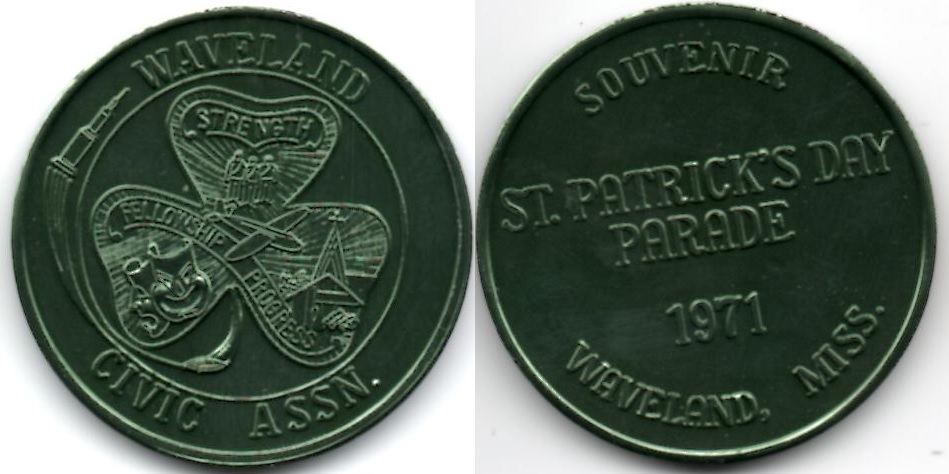 WAVELAND
STRENGTH
FELLOWSHIP
PROGRESS
CIVIC ASSN.
SOUVENIR
ST. PATRICK'S DAY
PARADE
1971
WAVELAND, MISS.